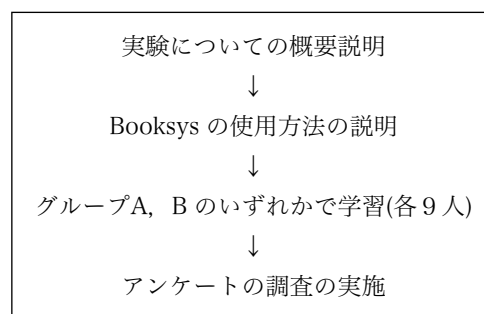 実験についての概要説明
↓
Booksys の使用方法の説明
↓
グループA，B のいずれかで学習(各９人)
↓
アンケートの調査の実施